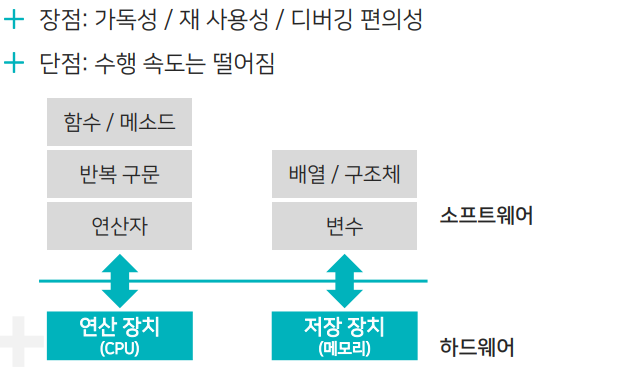 장점: 가독성 / 재 사용성 / 디버깅 편의성
단점: 수행 속도는 떨어짐
함수 / 메소드
반복 구문
배열 / 구조체
연산자
변수
소프트웨어
연산 장치
(CPU)
저장 장치
(메모리)
하드웨어